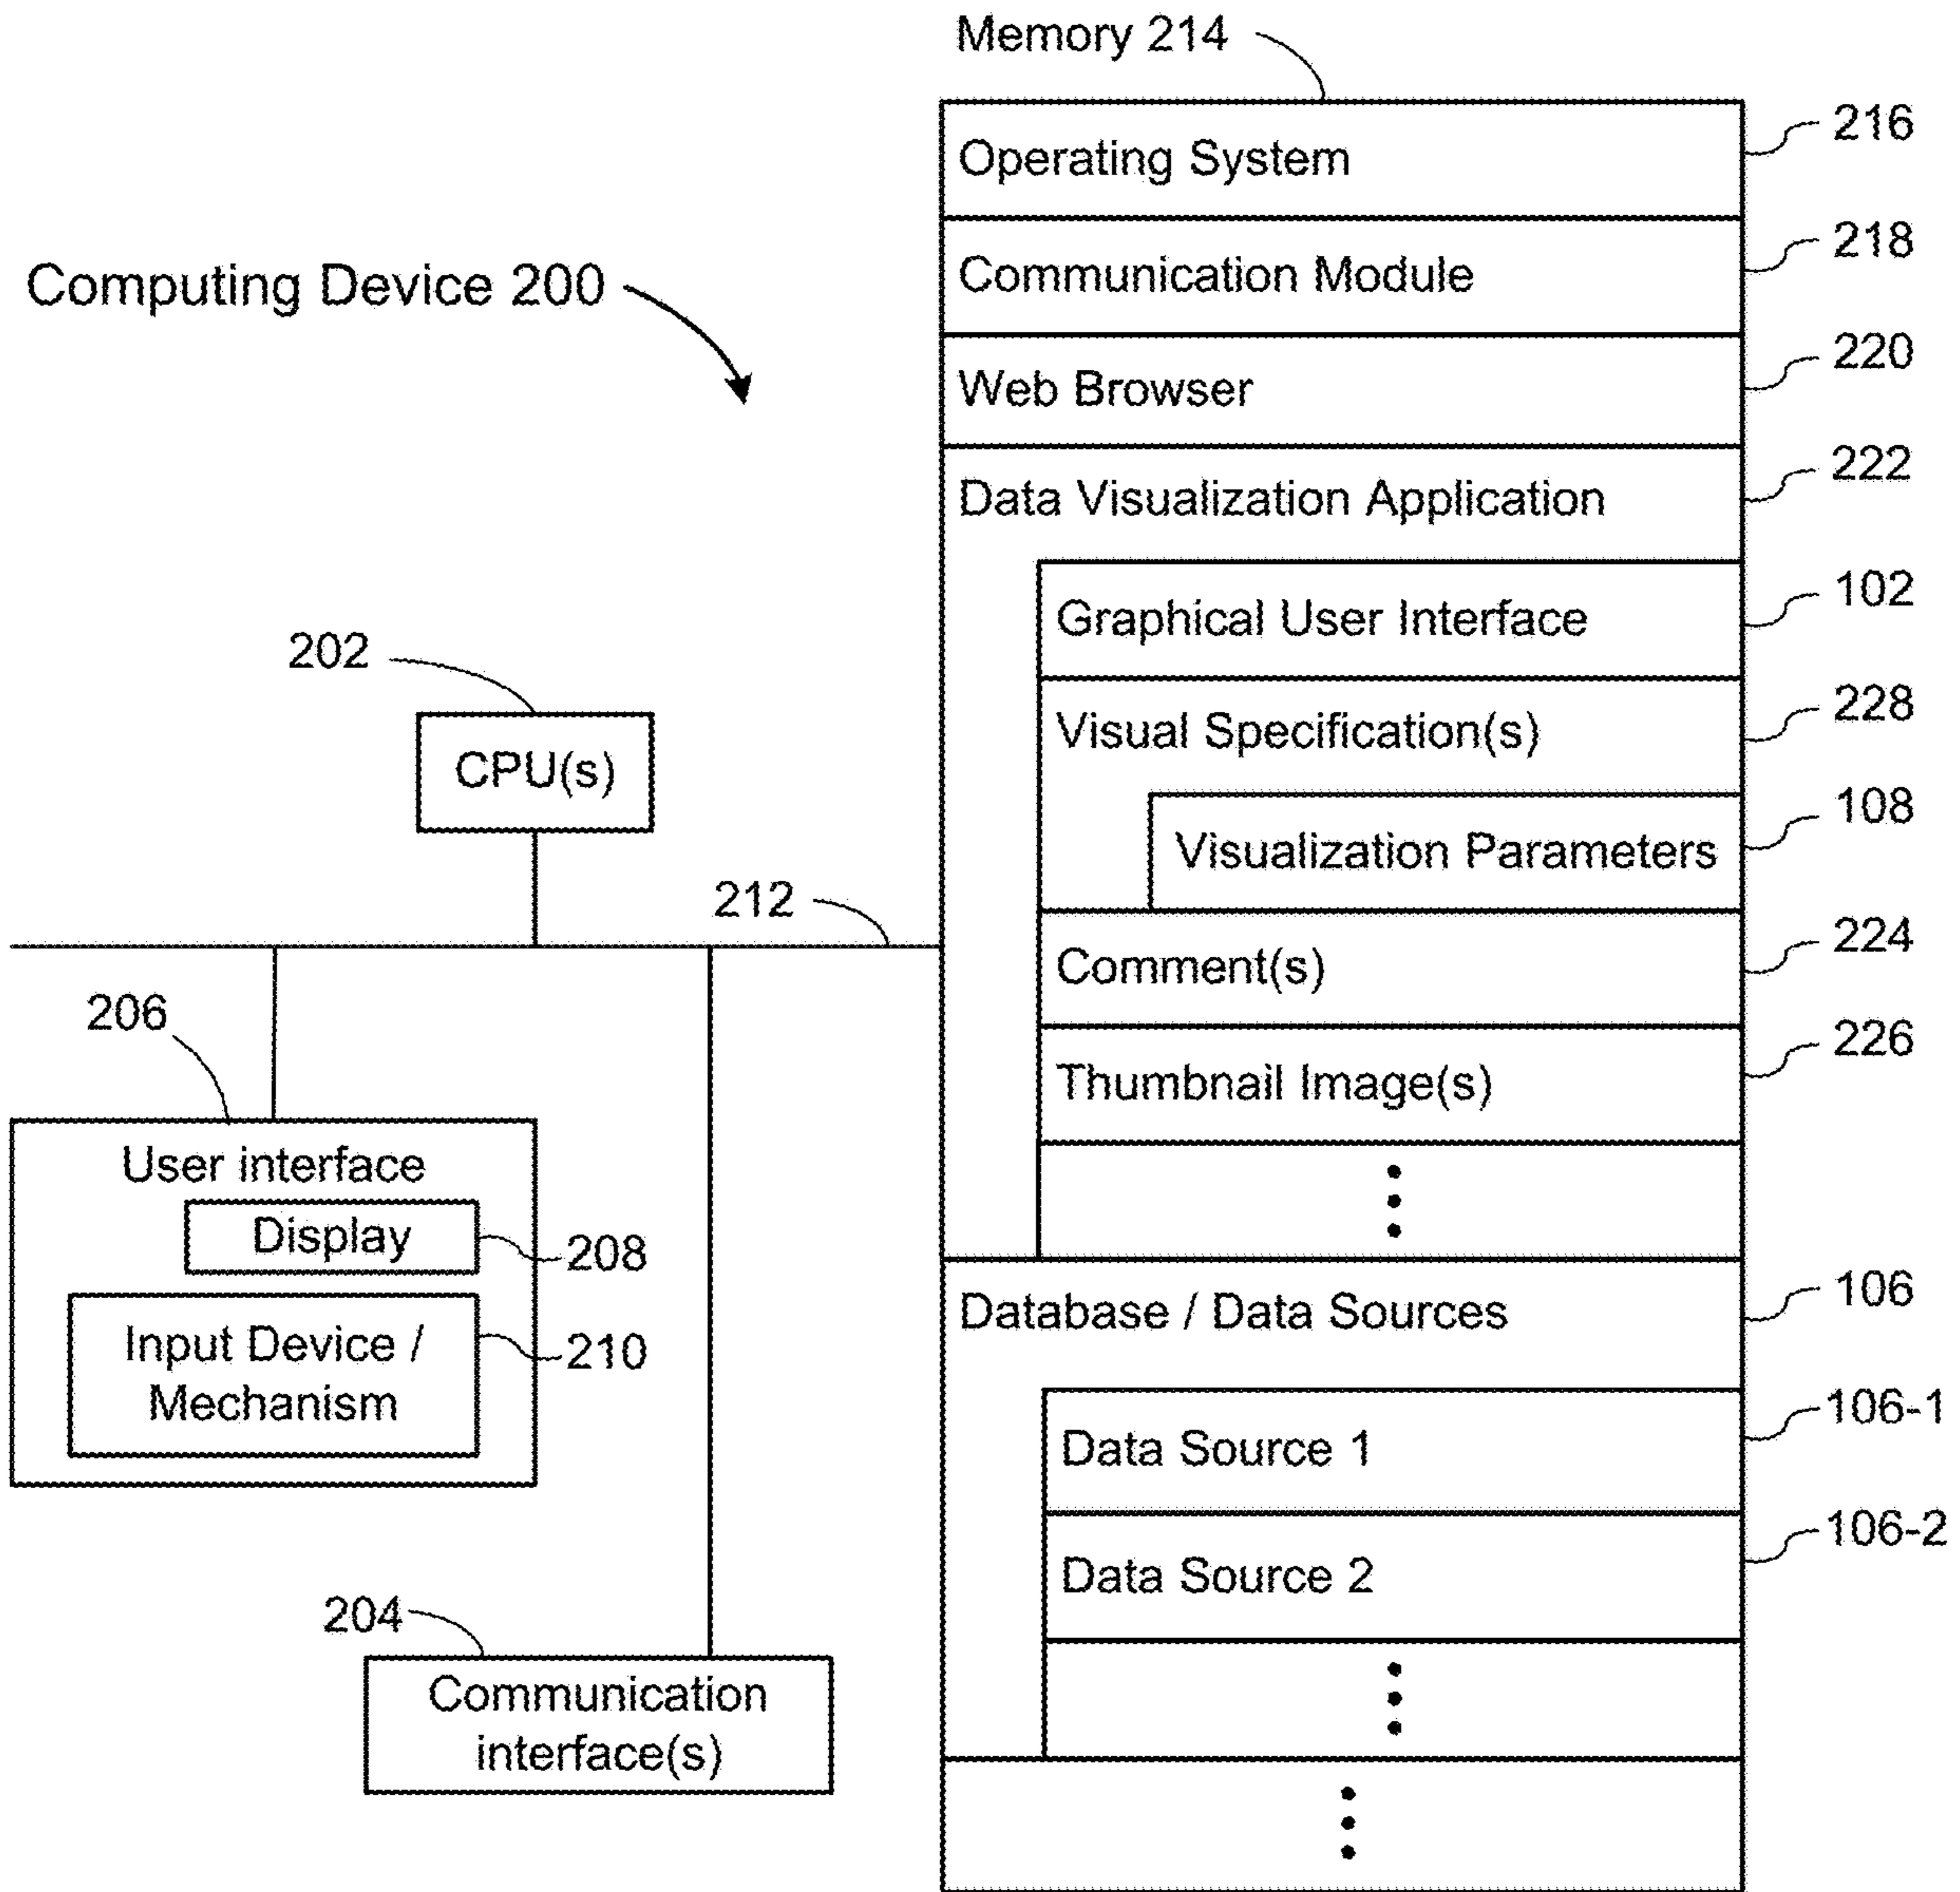 Memory 214
Operating System
216
Communication Module
218
Computing Device 200
Web Browser
220
Data Visualization Application
222
Graphical User Interface
102
Visual Specification(s)
228
Visualization Parameters
108
Comment(s)
224
Thumbnail Image(s)
226
Database / Data Sources
106
Data Source 1
106-1
Data Source 2
106-2
202
CPU(s)
212
206
User interface
Display
208
Input Device /
Mechanism
210
204
Communication
interface(s)